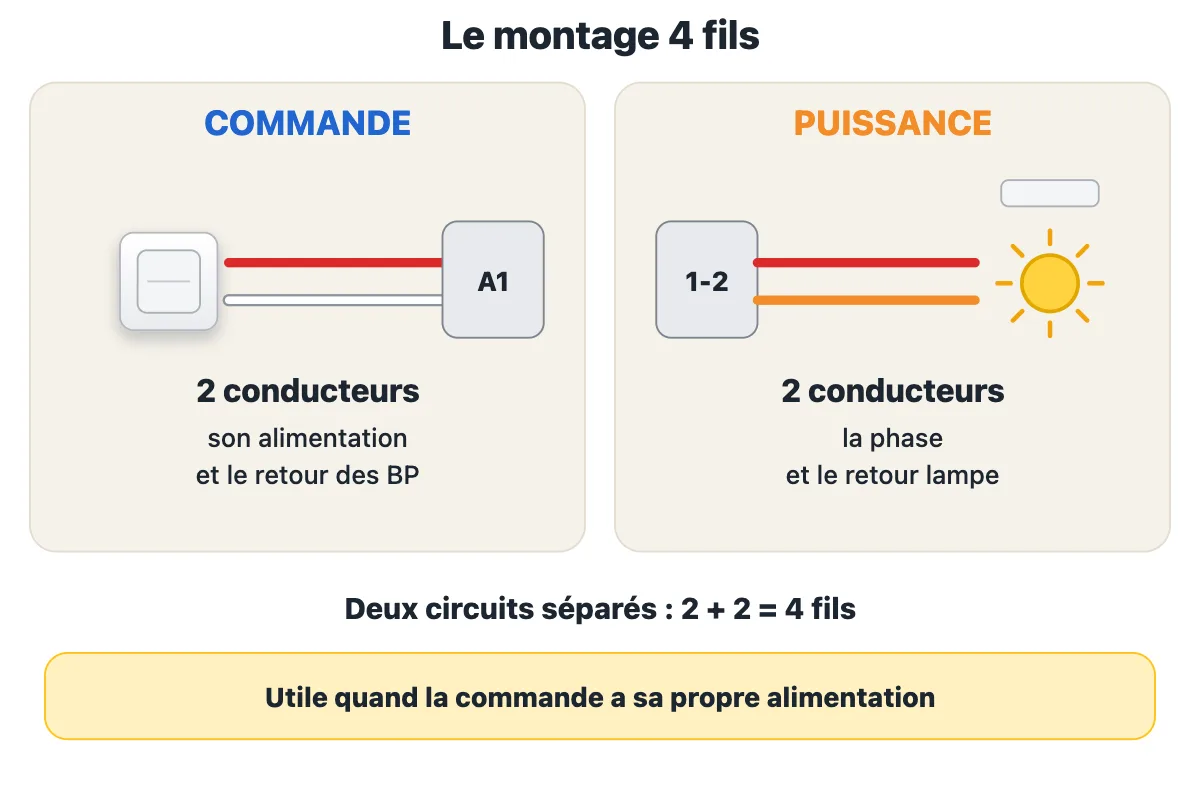 Le montage 4 fils
COMMANDE
A1
2 conducteurs
son alimentation
et le retour des BP
PUISSANCE
1-2
2 conducteurs
la phase
et le retour lampe
Deux circuits séparés : 2 + 2 = 4 fils
Utile quand la commande a sa propre alimentation